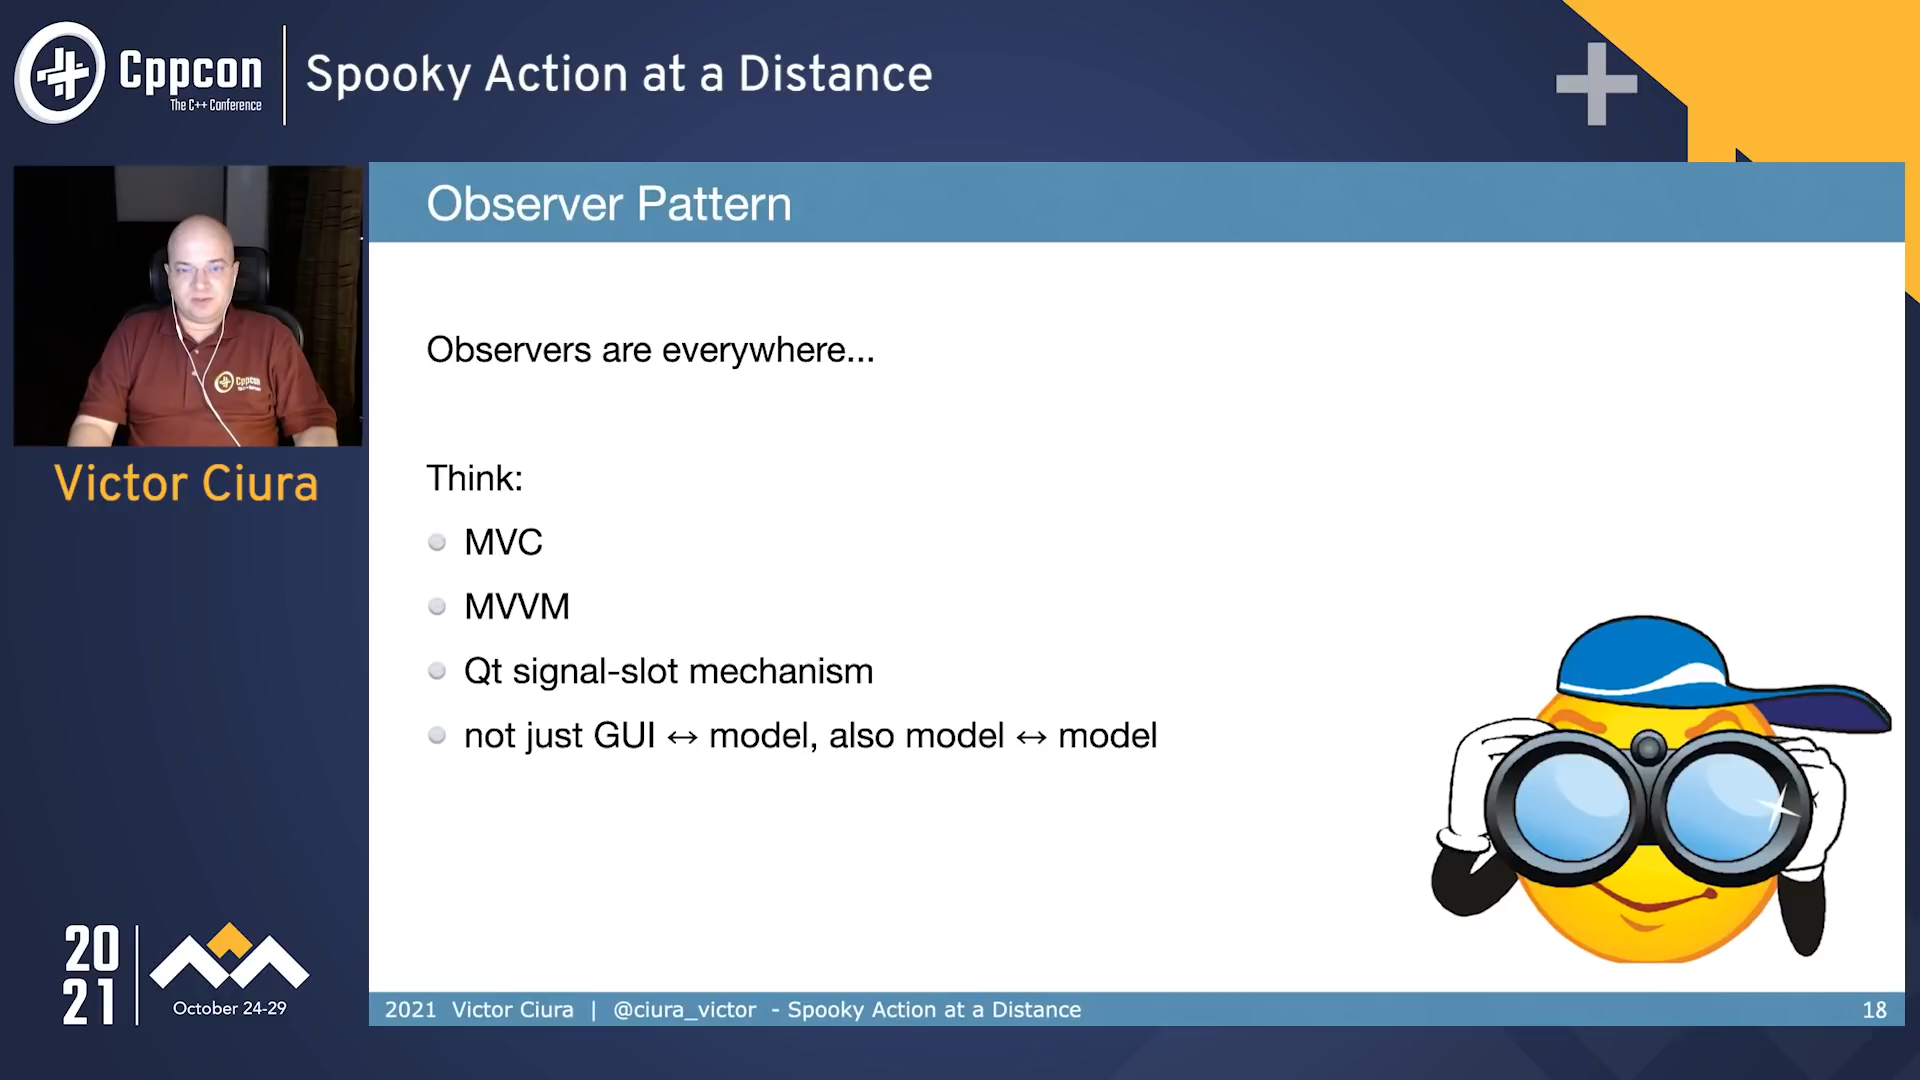 Cppcon
The C++ Conference
Spooky Action at a Distance
Victor Ciura
Observer Pattern
Observers are everywhere...
Think:
MVC
MVVM
Qt signal-slot mechanism
not just GUI ↔ model, also model ↔ model
Cppcon
20
21
October 24-29
2021 Victor Ciura | @ciura_victor - Spooky Action at a Distance
18